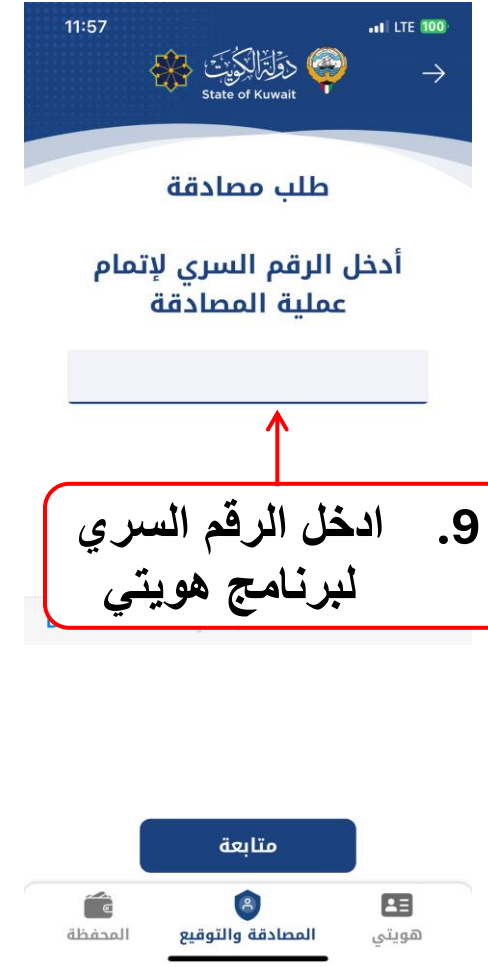 11:57
LTE 100
دولة الكويت
State of Kuwait
طلب مصادقة
أدخل الرقم السري لإتمام
عملية المصادقة
9. ادخل الرقم السري
لبرنامج هويتي
متابعة
هويتي
المصادقة والتوقيع
المحفظة